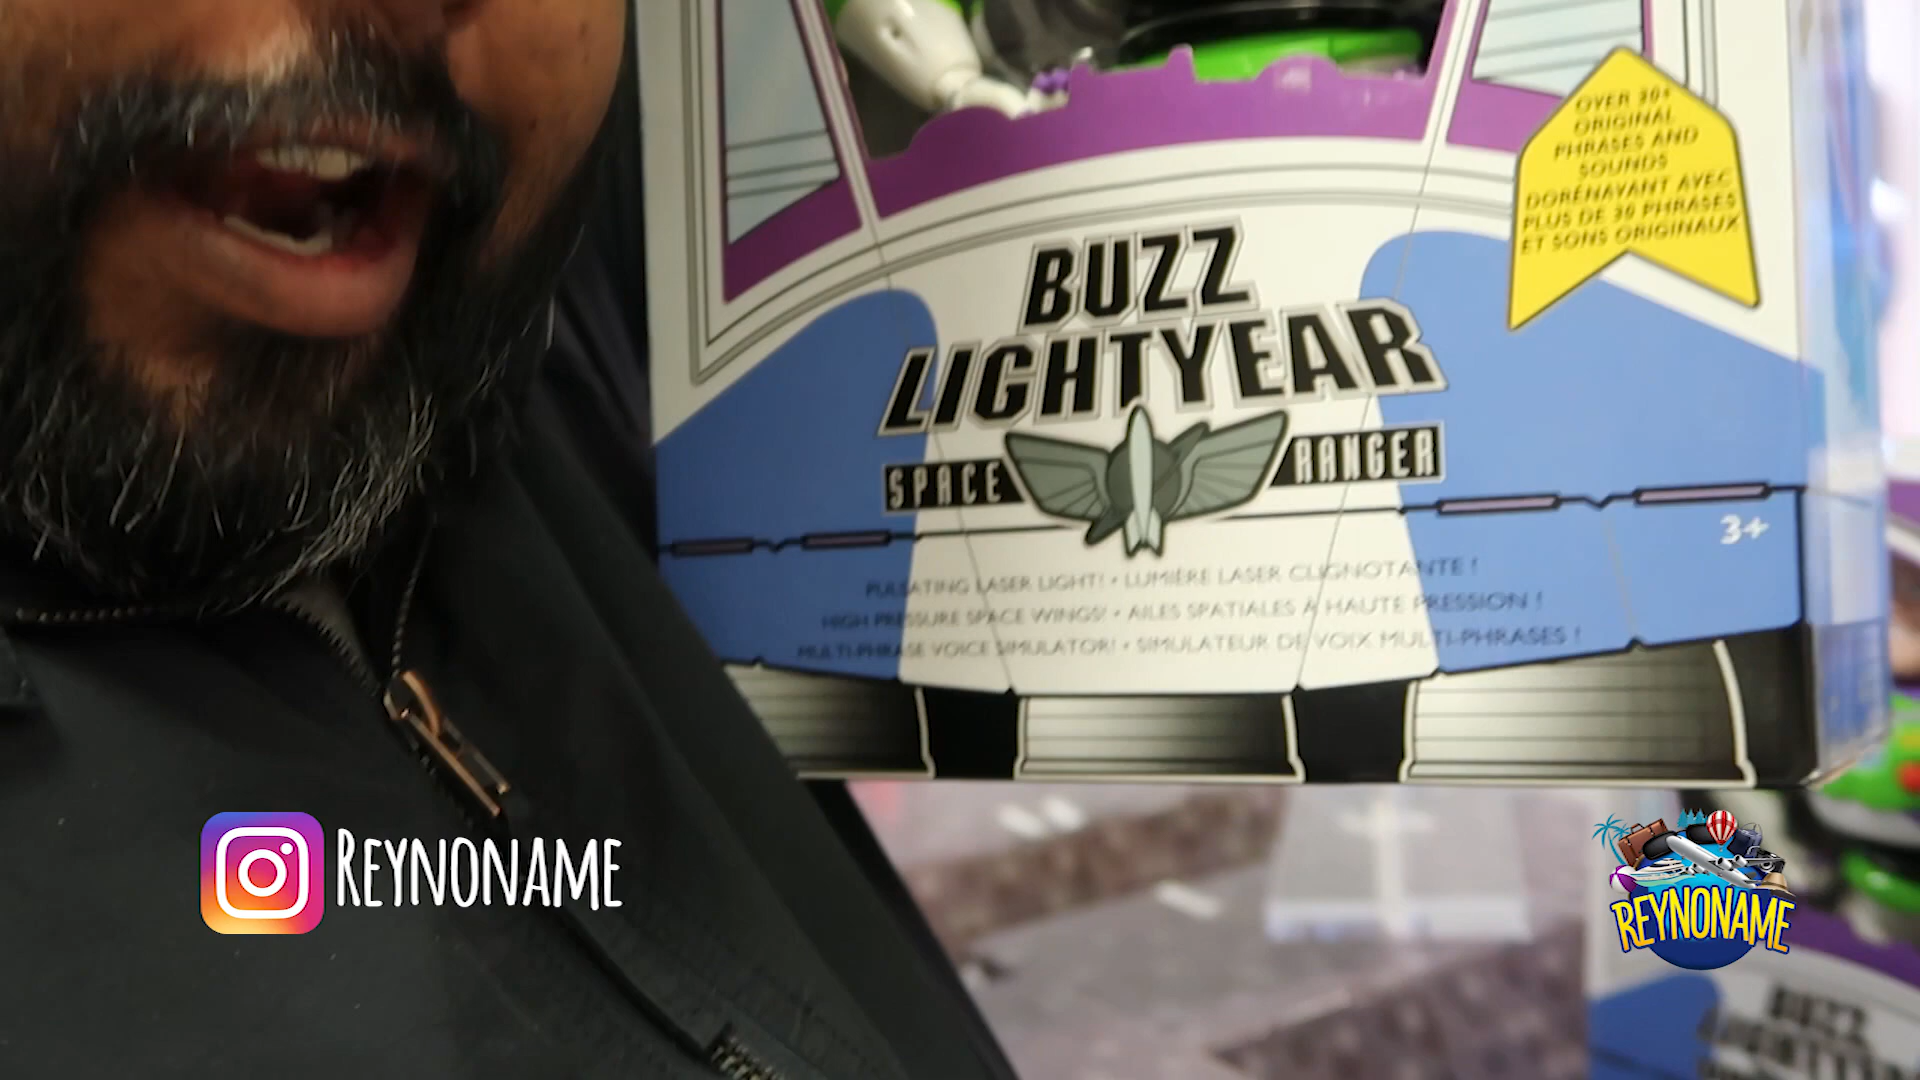 OVER 30+
ORIGINAL
PHRASES AND
SOUNDS
DORÉNAVANT AVEC
PLUS DE 30 PHRASES
ET SONS ORIGINAUX
BUZZ
LIGHTYEAR
SPACE RANGER
3+
PULSATING LASER LIGHT! • LUMIÈRE LASER CLIGNOTANTE !
HIGH PRESSURE SPACE WINGS! • AILES SPATIALES À HAUTE PRESSION !
MULTI-PHRASE VOICE SIMULATOR! • SIMULATEUR DE VOIX MULTI-PHRASES !
REYNONAME
REYNONAME
BUZZ
LIGHTYEAR